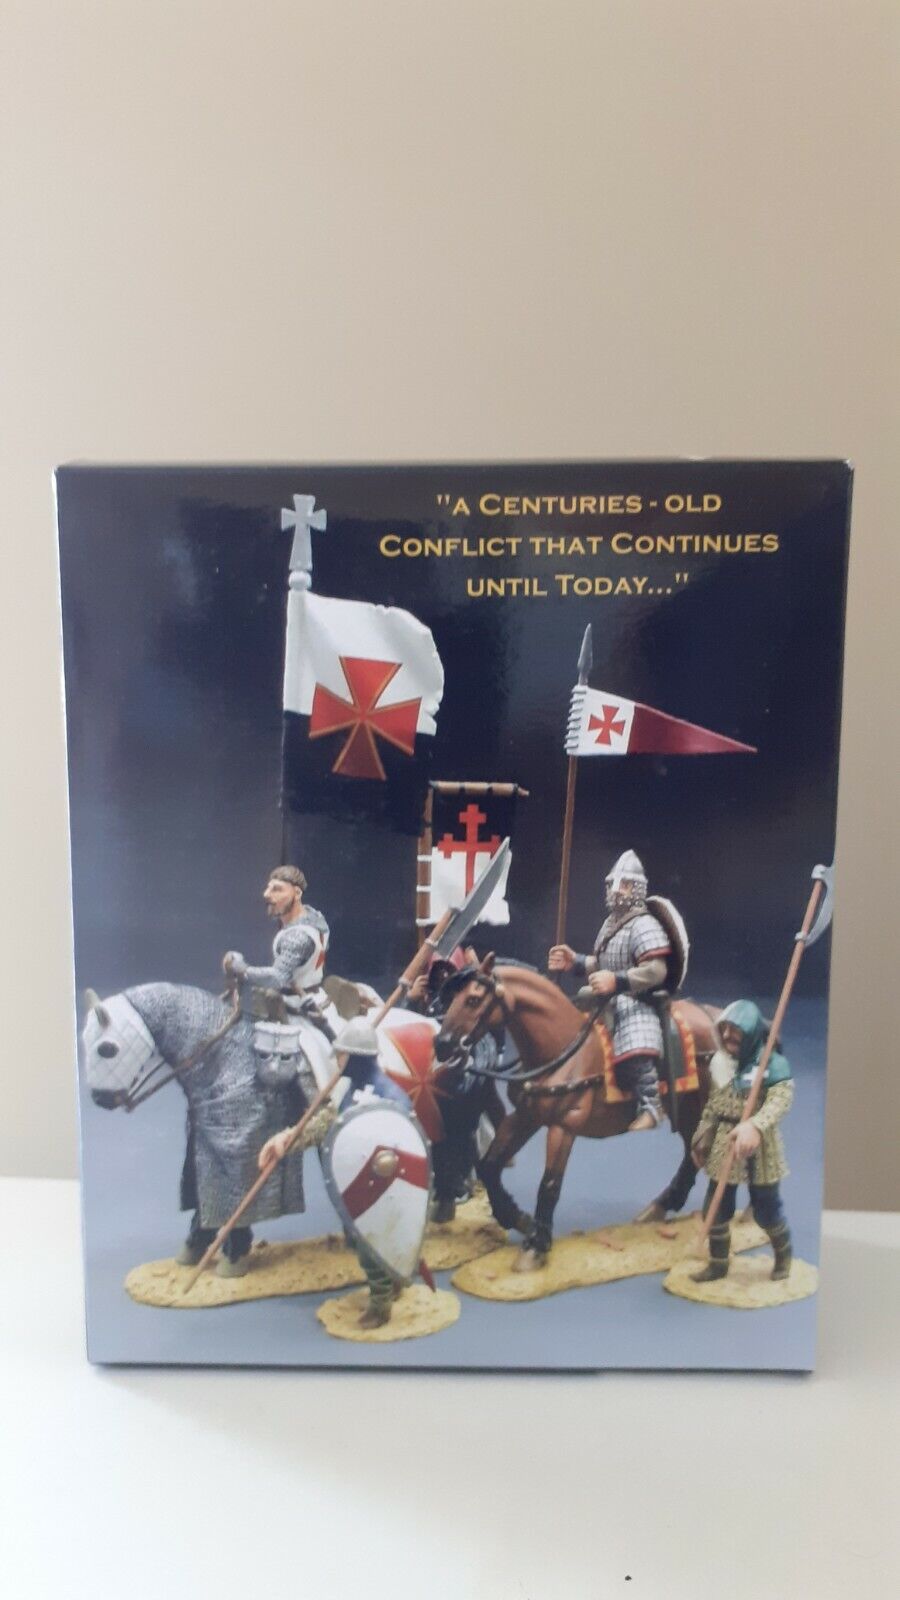 "A CENTURIES - OLD
CONFLICT THAT CONTINUES
UNTIL TODAY..."